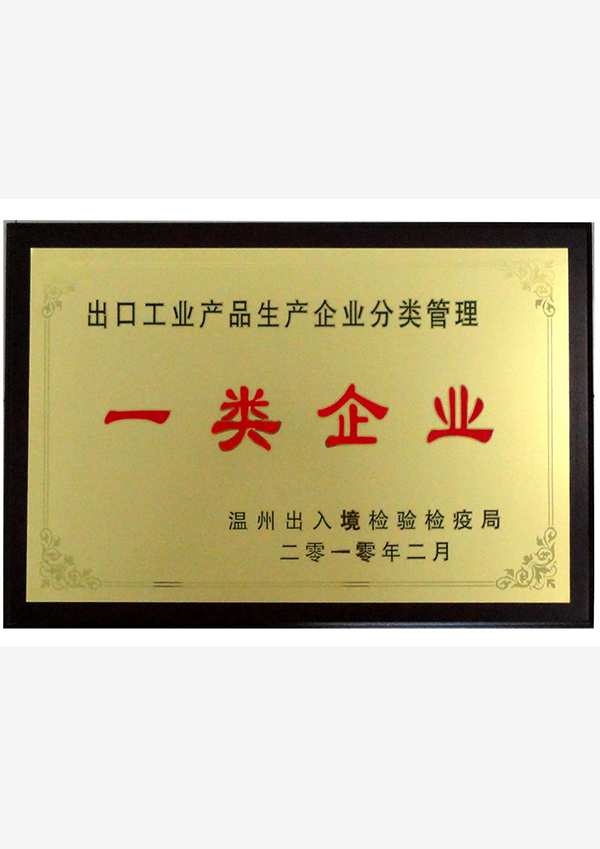 出口工业产品生产企业分类管理
一类企业
温州出入境检验检疫局
二零一零年二月